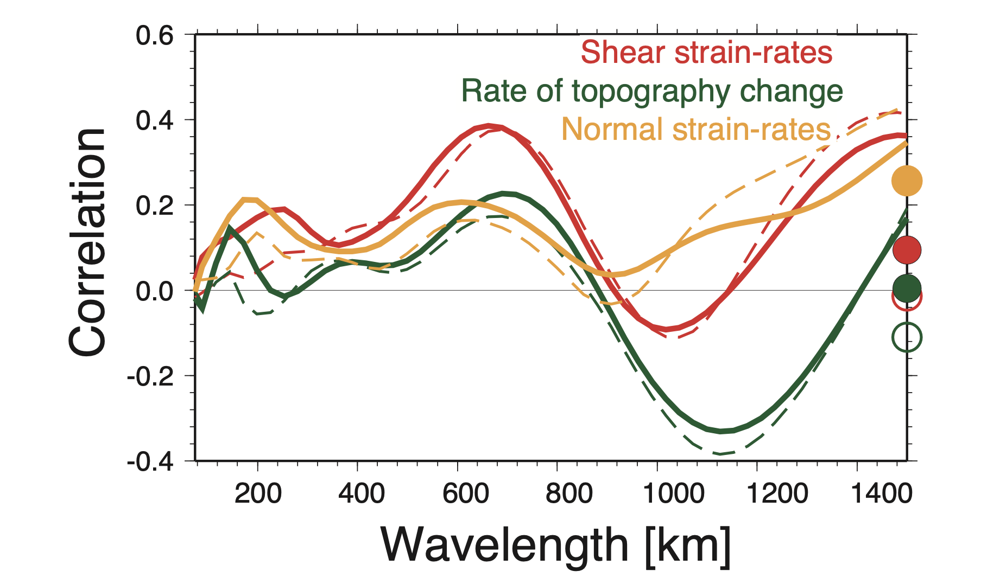 0.6
Shear strain-rates
Rate of topography change
0.4
Normal strain-rates
Correlation
0.2
0.0
-0.2
-0.4
200 400 600 800 1000 1200 1400
Wavelength [km]